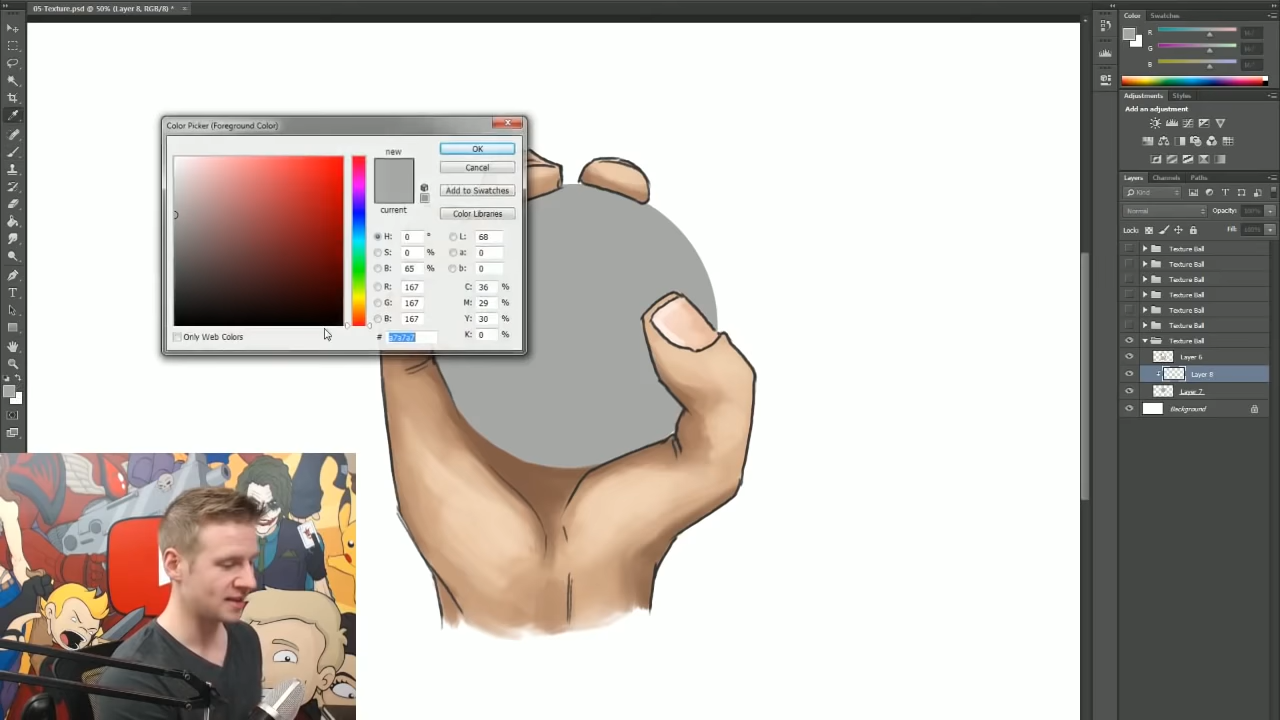 05-Texture.psd @ 50% (Layer 8, RGB/8) *
Color Swatches
R
G
B
Adjustments Styles
Add an adjustment
Layers Channels Paths
Kind
Normal Opacity: 100%
Lock: Fill: 100%
Texture Ball
Texture Ball
Texture Ball
Texture Ball
Texture Ball
Texture Ball
Texture Ball
Layer 6
Layer 8
Layer 7
Background
Color Picker (Foreground Color)
new
current
OK
Cancel
Add to Swatches
Color Libraries
H: 0 ° L: 68
S: 0 % a: 0
B: 65 % b: 0
R: 167 C: 36 %
G: 167 M: 29 %
B: 167 Y: 30 %
# a7a7a7 K: 0 %
Only Web Colors
T